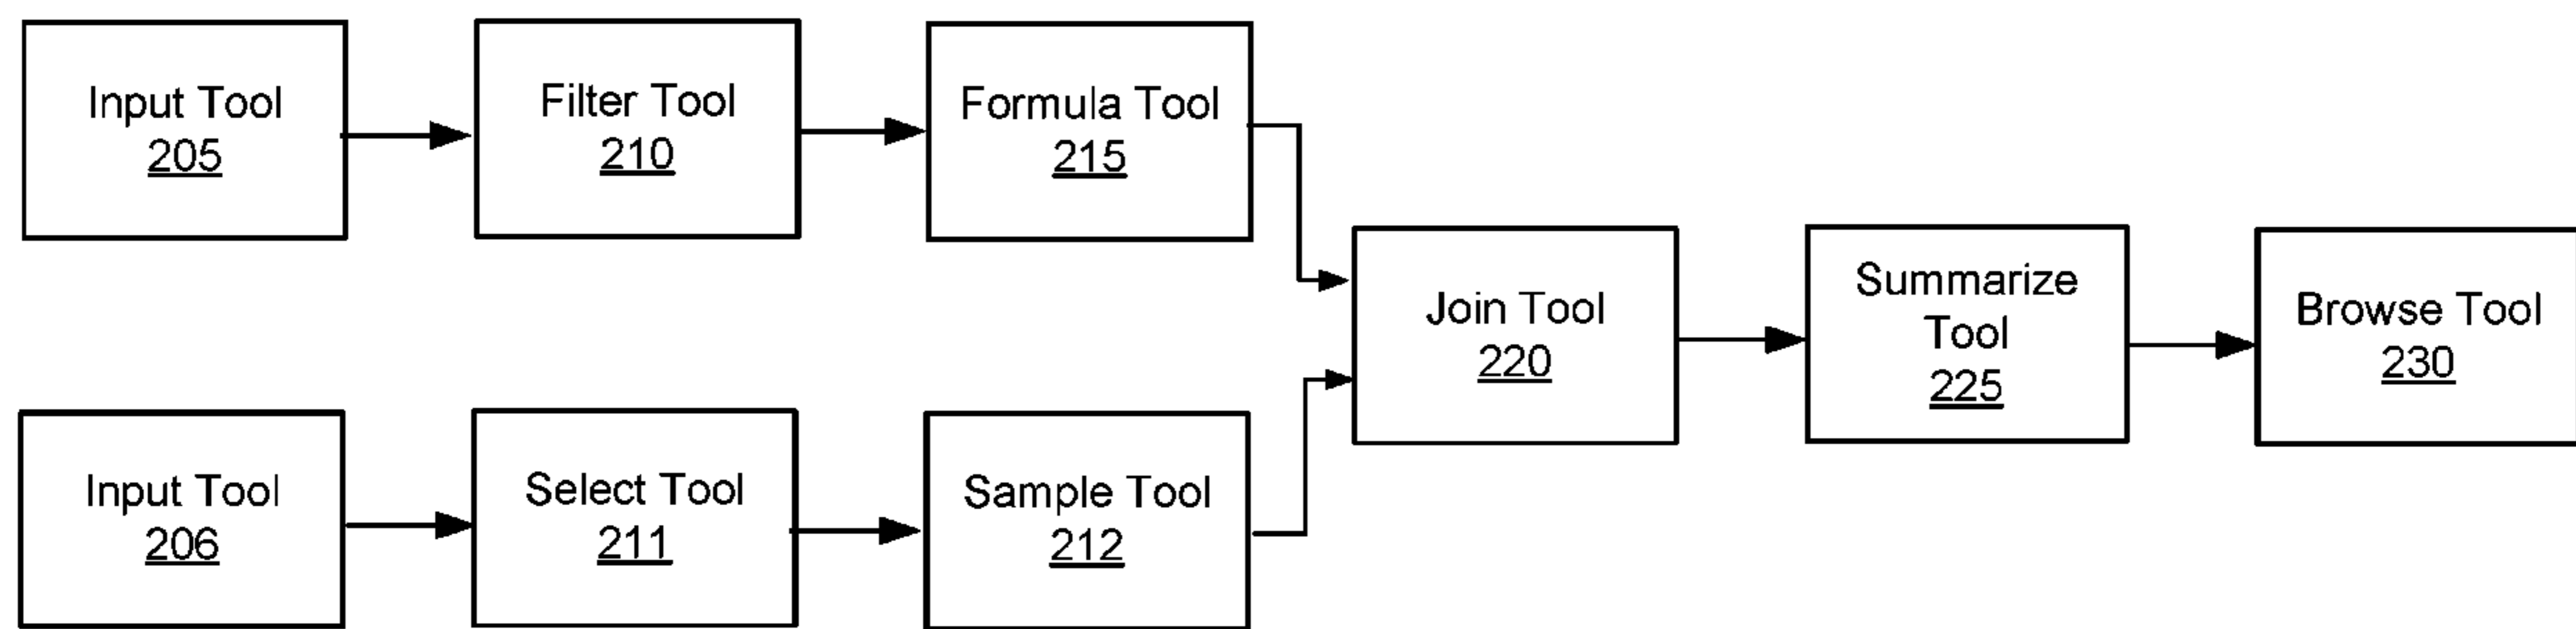 Input Tool
205
Filter Tool
210
Formula Tool
215
Join Tool
220
Summarize
Tool
225
Browse Tool
230
Input Tool
206
Select Tool
211
Sample Tool
212